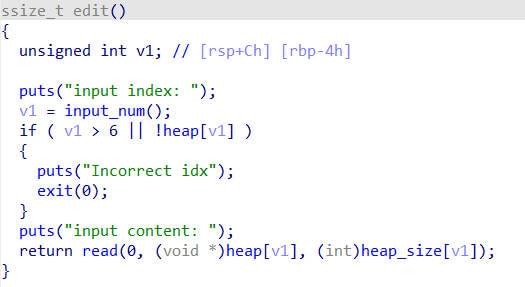 ssize_t edit()
{
  unsigned int v1; // [rsp+Ch] [rbp-4h]

  puts("input index: ");
  v1 = input_num();
  if ( v1 > 6 || !heap[v1] )
  {
    puts("Incorrect idx");
    exit(0);
  }
  puts("input content: ");
  return read(0, (void *)heap[v1], (int)heap_size[v1]);
}